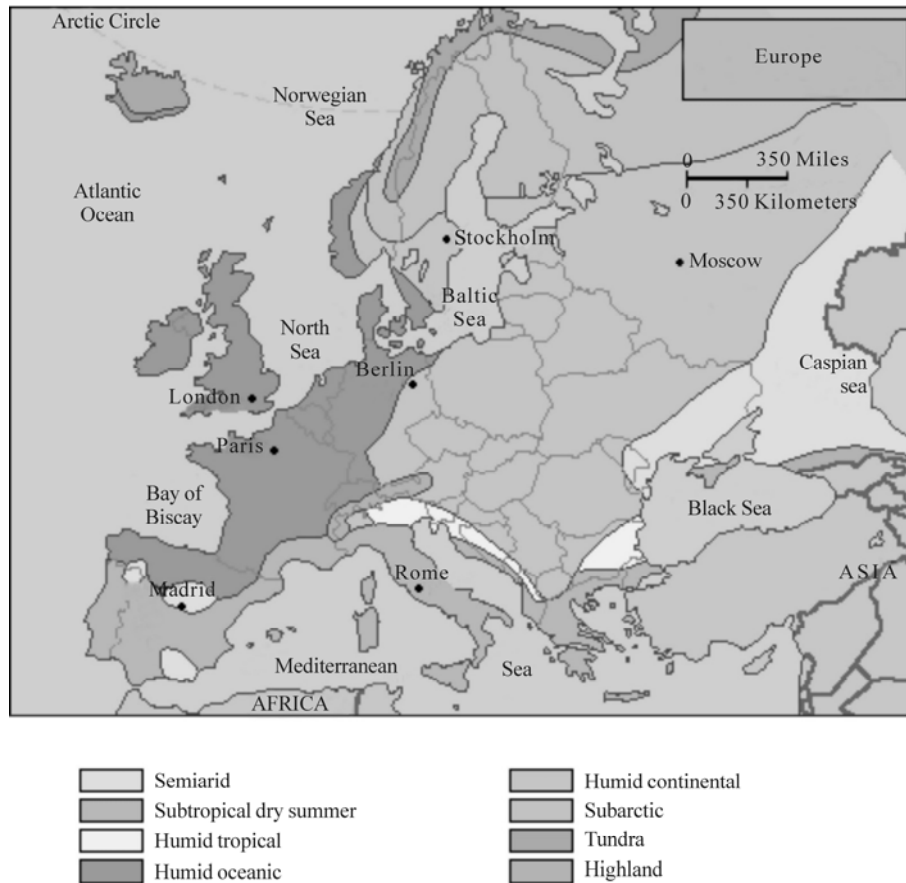 Arctic Circle
Europe
Norwegian
Sea
0 350 Miles
0 350 Kilometers
Atlantic
Ocean
Stockholm
Moscow
Baltic
Sea
North
Sea
Caspian
sea
Berlin
London
Paris
Bay of
Biscay
Black Sea
Rome
ASIA
Madrid
Mediterranean
Sea
AFRICA
Semiarid
Subtropical dry summer
Humid tropical
Humid oceanic
Humid continental
Subarctic
Tundra
Highland